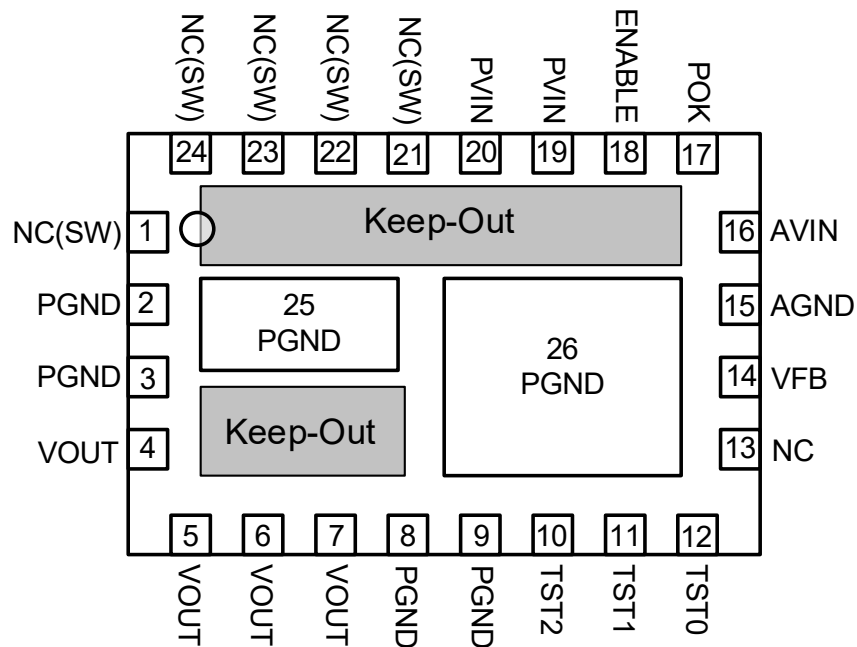 NC(SW)
NC(SW)
NC(SW)
NC(SW)
PVIN
PVIN
ENABLE
POK
24
23
22
21
20
19
18
17
NC(SW)
1
Keep-Out
16
AVIN
PGND
2
25
PGND
15
AGND
PGND
3
26
PGND
14
VFB
VOUT
4
Keep-Out
13
NC
5
6
7
8
9
10
11
12
VOUT
VOUT
VOUT
PGND
PGND
TST2
TST1
TST0